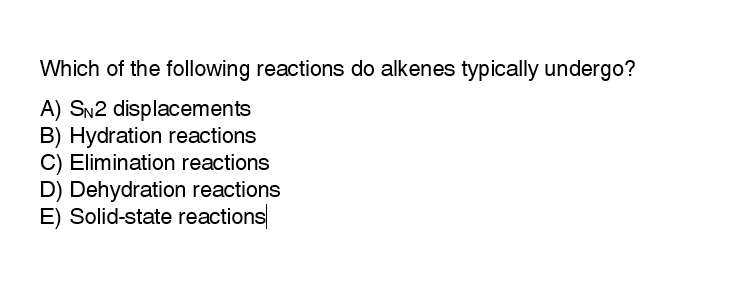 Which of the following reactions do alkenes typically undergo?
A) SN2 displacements
B) Hydration reactions
C) Elimination reactions
D) Dehydration reactions
E) Solid-state reactions